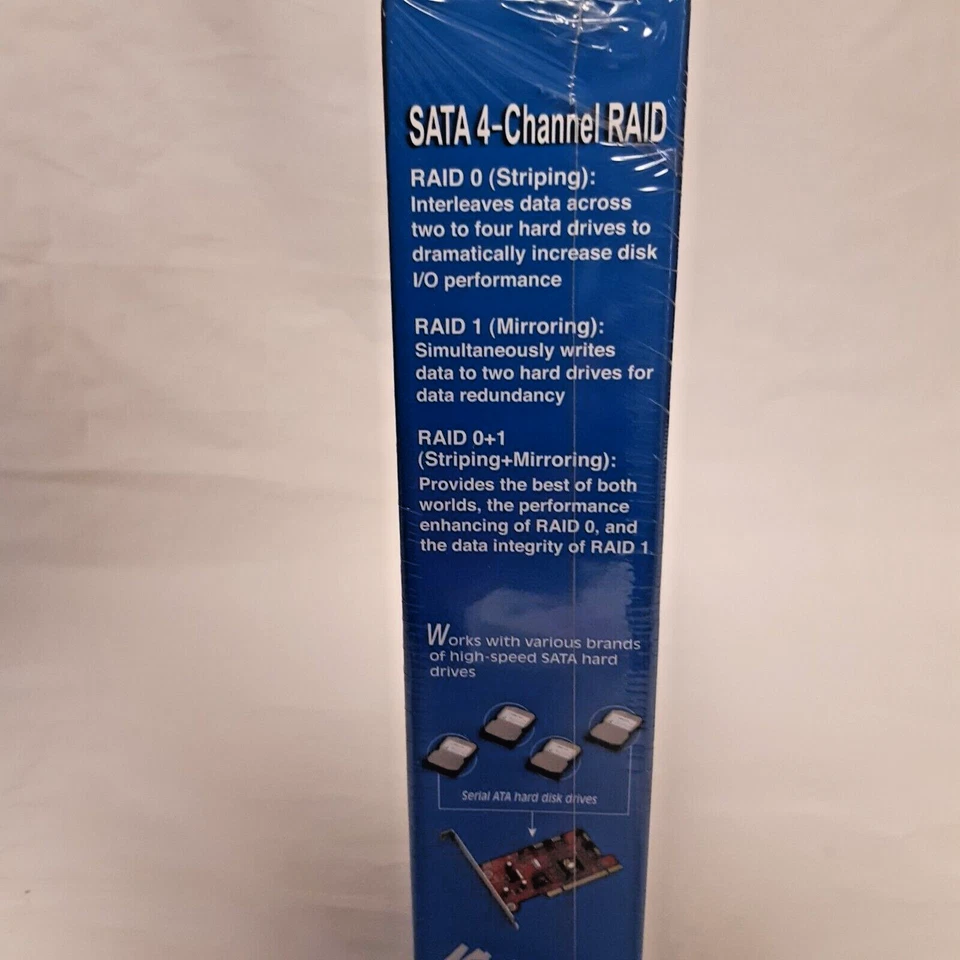 SATA 4-Channel RAID
RAID 0 (Striping):
Interleaves data across
two to four hard drives to
dramatically increase disk
I/O performance
RAID 1 (Mirroring):
Simultaneously writes
data to two hard drives for
data redundancy
RAID 0+1
(Striping+Mirroring):
Provides the best of both
worlds, the performance
enhancing of RAID 0, and
the data integrity of RAID 1
Works with various brands
of high-speed SATA hard
drives
Serial ATA hard disk drives